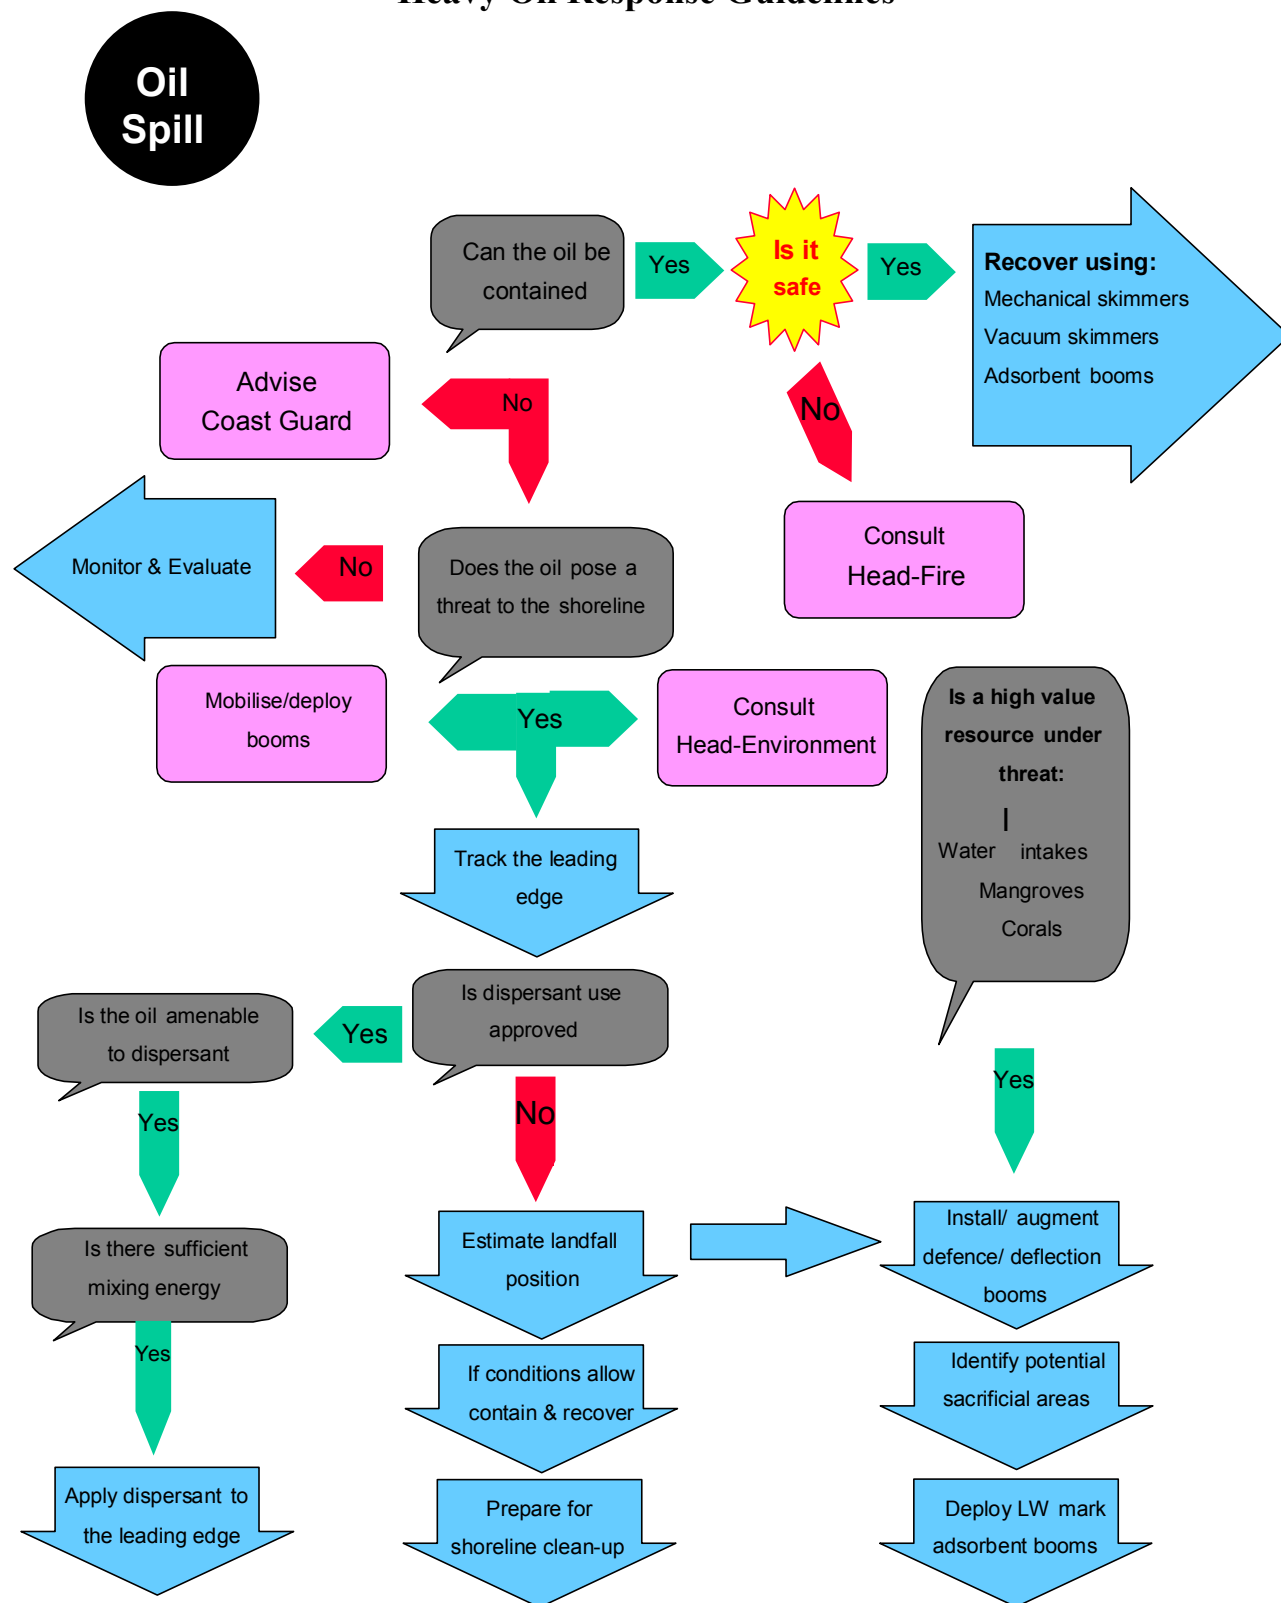 Heavy Oil Response Guidelines
Oil
Spill
Can the oil be
contained
Yes
Is it
safe
Yes
Recover using:
Mechanical skimmers
Vacuum skimmers
Adsorbent booms
Advise
Coast Guard
No
No
Consult
Head-Fire
Monitor & Evaluate
No
Does the oil pose a
threat to the shoreline
Mobilise/deploy
booms
Yes
Consult
Head-Environment
Is a high value
resource under
threat:
Water intakes
Mangroves
Corals
Track the leading
edge
Is the oil amenable
to dispersant
Yes
Is dispersant use
approved
Yes
No
Yes
Is there sufficient
mixing energy
Estimate landfall
position
Install/ augment
defence/ deflection
booms
Yes
If conditions allow
contain & recover
Identify potential
sacrificial areas
Apply dispersant to
the leading edge
Prepare for
shoreline clean-up
Deploy LW mark
adsorbent booms